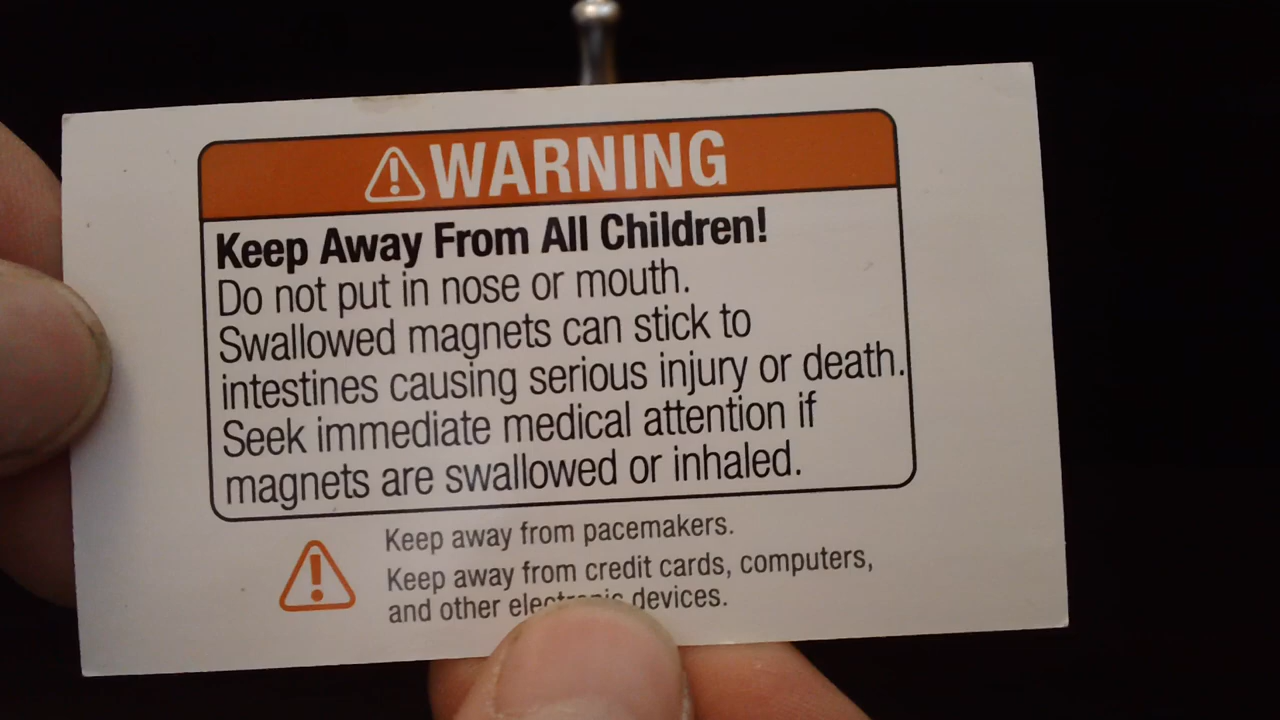 WARNING
Keep Away From All Children!
Do not put in nose or mouth.
Swallowed magnets can stick to
intestines causing serious injury or death.
Seek immediate medical attention if
magnets are swallowed or inhaled.
Keep away from pacemakers.
Keep away from credit cards, computers,
and other electronic devices.